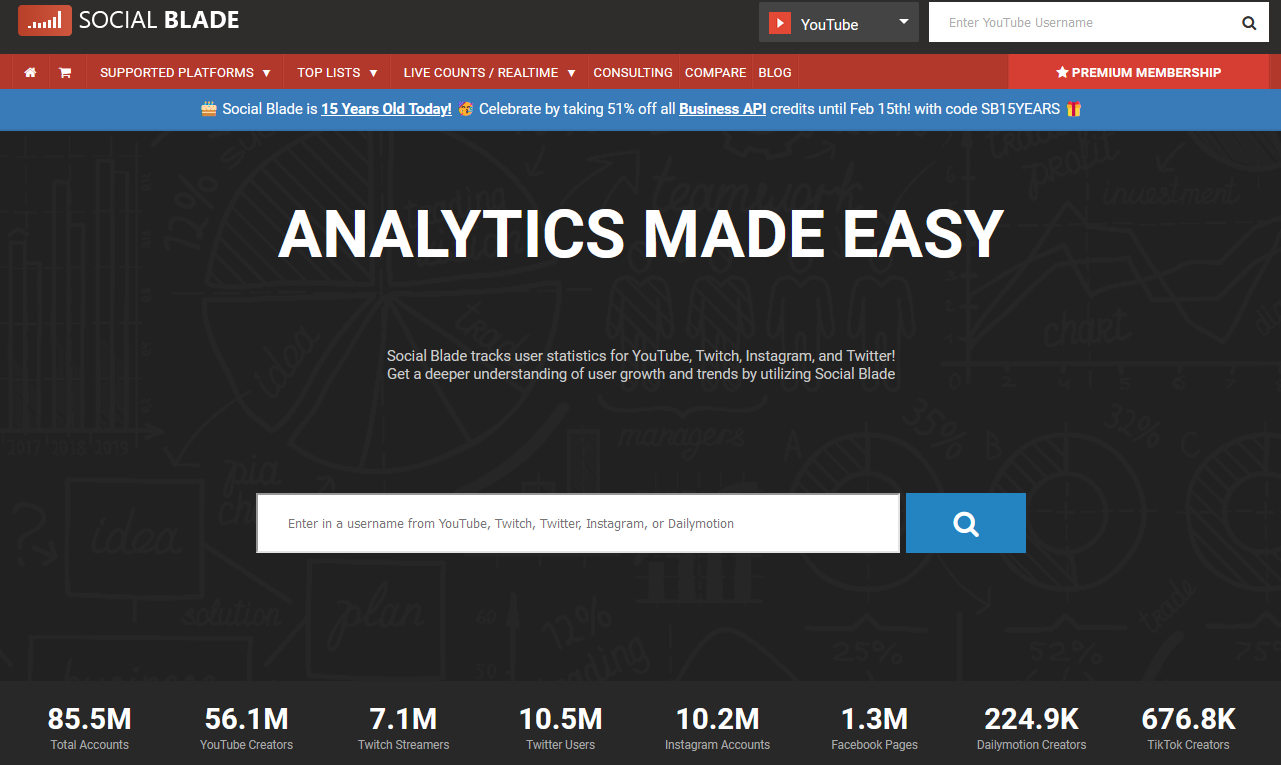 SOCIAL BLADE
YouTube
Enter YouTube Username
SUPPORTED PLATFORMS ▼ TOP LISTS ▼ LIVE COUNTS / REALTIME ▼ CONSULTING COMPARE BLOG
PREMIUM MEMBERSHIP
🎂 Social Blade is 15 Years Old Today! 🥳 Celebrate by taking 51% off all Business API credits until Feb 15th! with code SB15YEARS 🎁
ANALYTICS MADE EASY
Social Blade tracks user statistics for YouTube, Twitch, Instagram, and Twitter!
Get a deeper understanding of user growth and trends by utilizing Social Blade
Enter in a username from YouTube, Twitch, Twitter, Instagram, or Dailymotion
85.5M 56.1M 7.1M 10.5M 10.2M 1.3M 224.9K 676.8K
Total Accounts YouTube Creators Twitch Streamers Twitter Users Instagram Accounts Facebook Pages Dailymotion Creators TikTok Creators